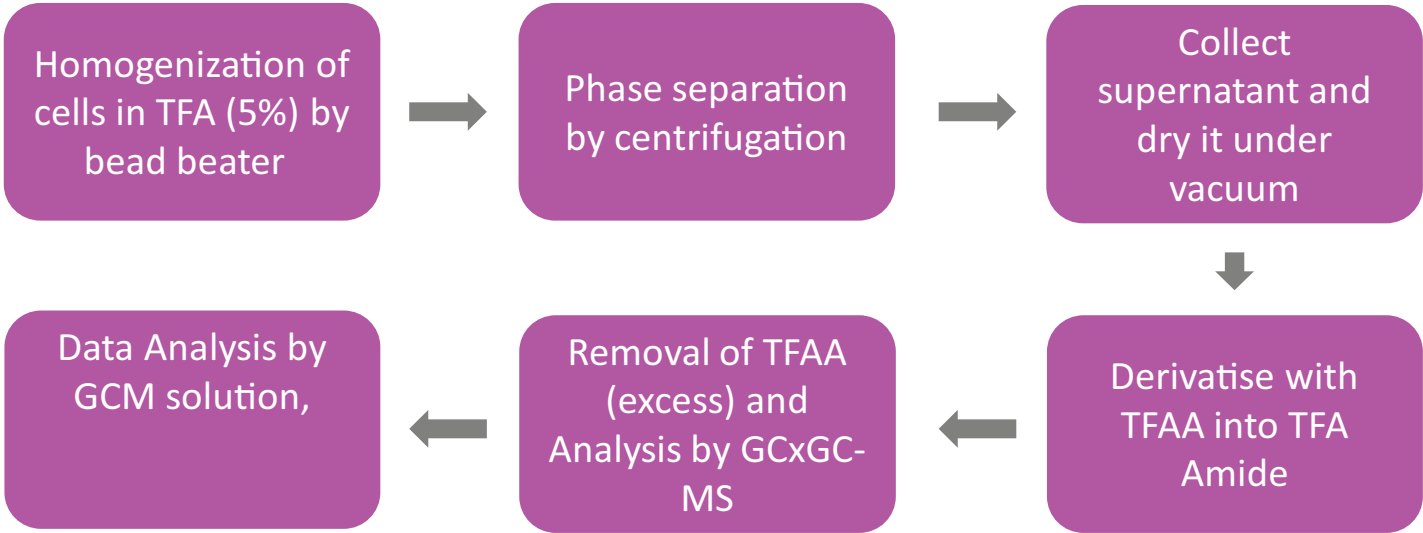 Homogenization of
cells in TFA (5%) by
bead beater
Phase separation
by centrifugation
Collect
supernatant and
dry it under
vacuum
Derivatise with
TFAA into TFA
Amide
Removal of TFAA
(excess) and
Analysis by GCxGC-
MS
Data Analysis by
GCM solution,